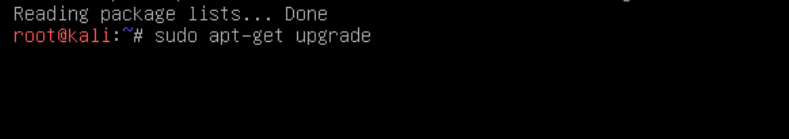 Reading package lists... Done
root@kali:~# sudo apt-get upgrade